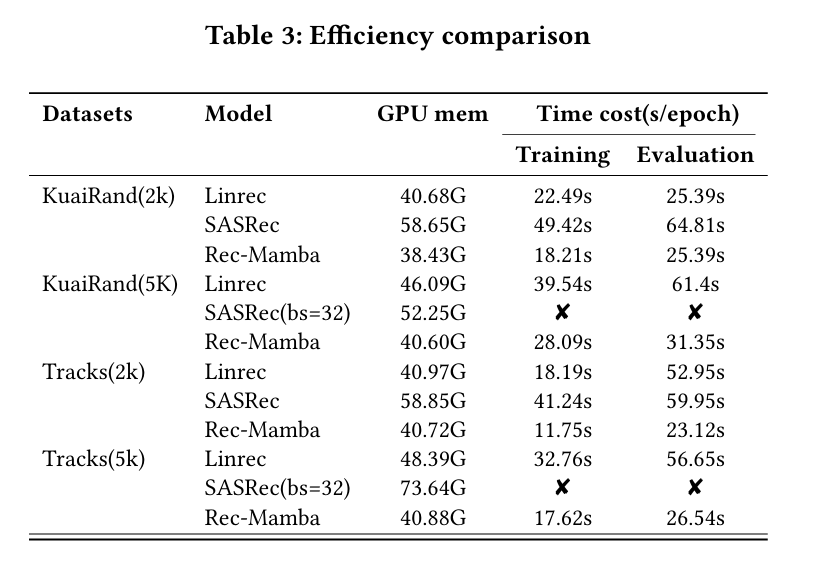 Table 3: Efficiency comparison
Datasets Model GPU mem Time cost(s/epoch)
Training Evaluation
KuaiRand(2k) Linrec 40.68G 22.49s 25.39s
SASRec 58.65G 49.42s 64.81s
Rec-Mamba 38.43G 18.21s 25.39s
KuaiRand(5K) Linrec 46.09G 39.54s 61.4s
SASRec(bs=32) 52.25G ✘ ✘
Rec-Mamba 40.60G 28.09s 31.35s
Tracks(2k) Linrec 40.97G 18.19s 52.95s
SASRec 58.85G 41.24s 59.95s
Rec-Mamba 40.72G 11.75s 23.12s
Tracks(5k) Linrec 48.39G 32.76s 56.65s
SASRec(bs=32) 73.64G ✘ ✘
Rec-Mamba 40.88G 17.62s 26.54s